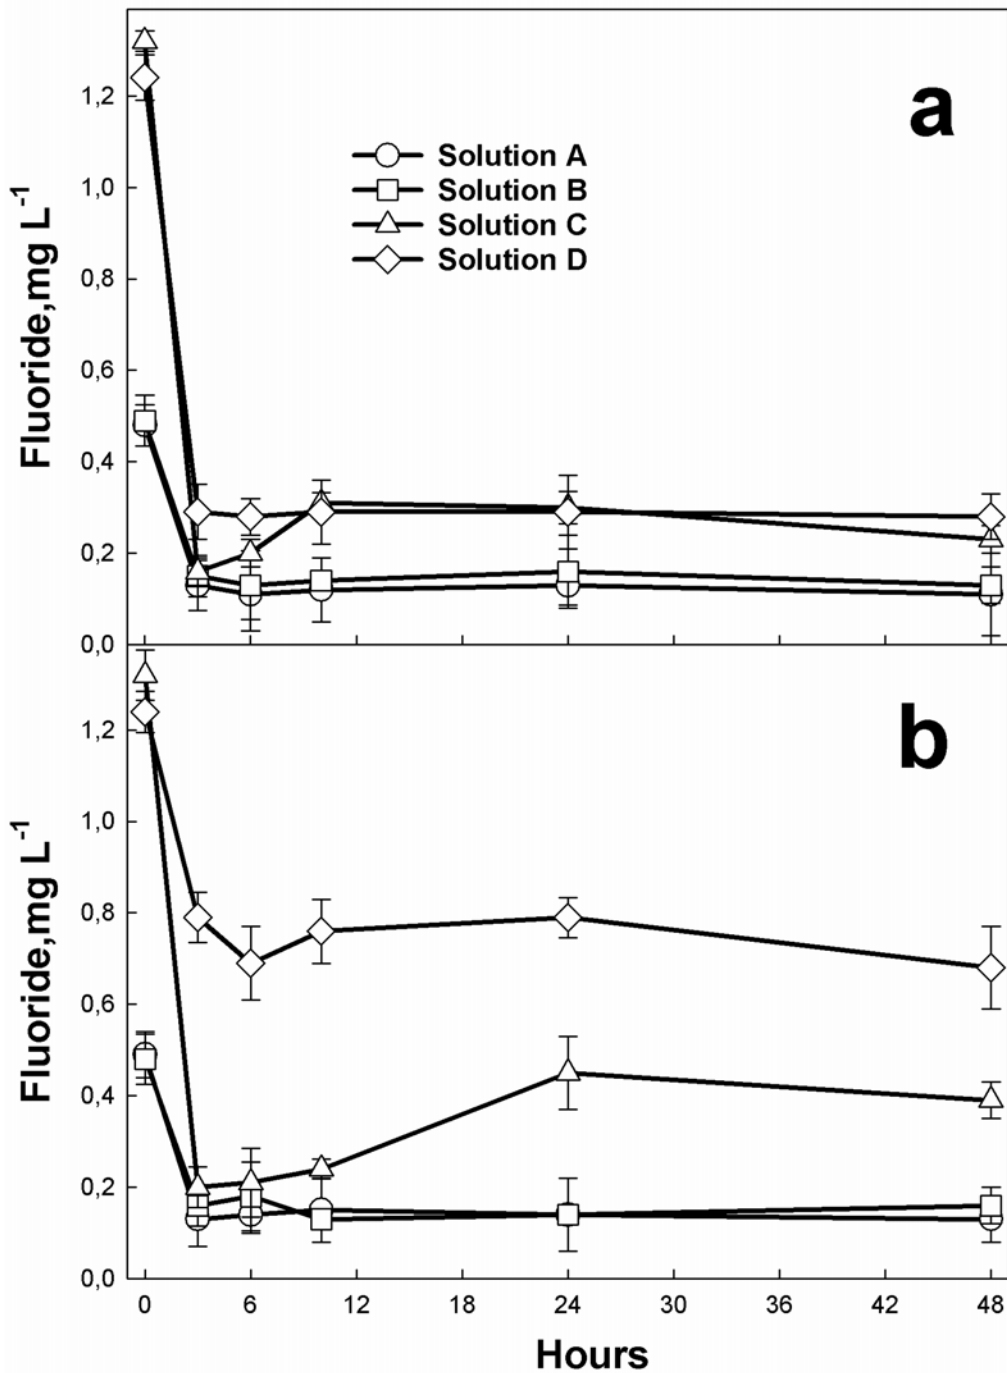 a
Solution A
Solution B
Solution C
Solution D
Fluoride,mg L⁻¹
1,2
1,0
0,8
0,6
0,4
0,2
0,0
b
Fluoride,mg L⁻¹
1,2
1,0
0,8
0,6
0,4
0,2
0,0
0 6 12 18 24 30 36 42 48
Hours